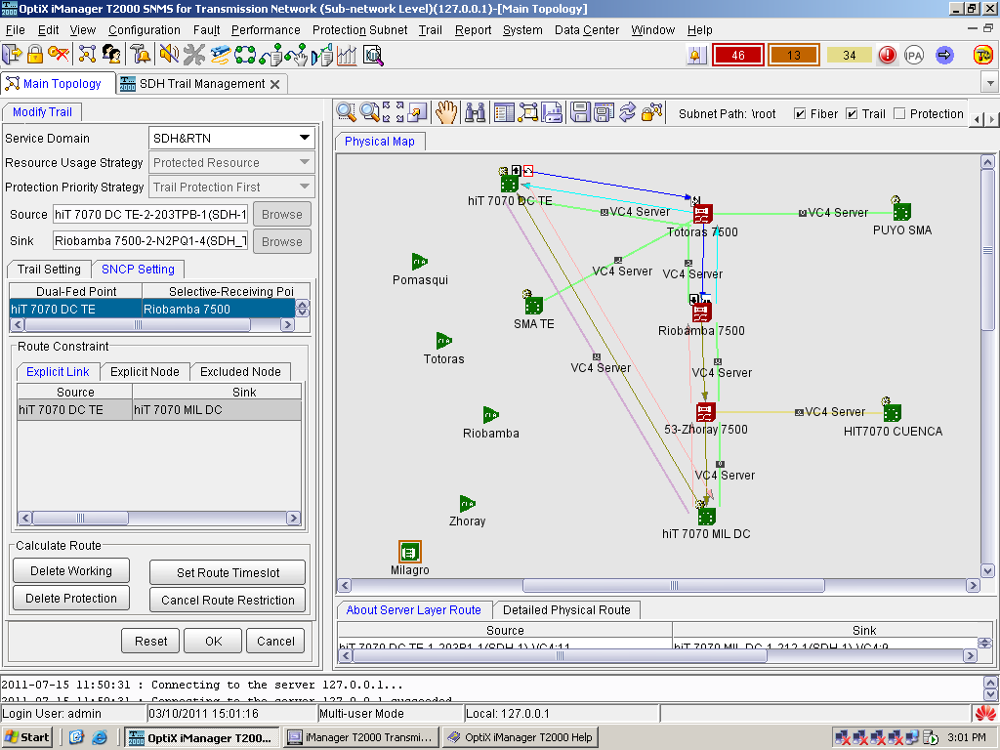 OptiX iManager T2000 SNMS for Transmission Network (Sub-network Level)(127.0.0.1)-[Main Topology]
File Edit View Configuration Fault Performance Protection Subnet Trail Report System Data Center Window Help
46 13 34
Main Topology SDH Trail Management
Modify Trail
Subnet Path: \root Fiber Trail Protection
Service Domain SDH&RTN
Resource Usage Strategy Protected Resource
Protection Priority Strategy Trail Protection First
Source hiT 7070 DC TE-2-203TPB-1(SDH-1 Browse
Sink Riobamba 7500-2-N2PQ1-4(SDH_T Browse
Trail Setting SNCP Setting
Dual-Fed Point Selective-Receiving Poi
hiT 7070 DC TE Riobamba 7500
Route Constraint
Explicit Link Explicit Node Excluded Node
Source Sink
hiT 7070 DC TE hiT 7070 MIL DC
Calculate Route
Delete Working Set Route Timeslot
Delete Protection Cancel Route Restriction
Reset OK Cancel
Physical Map
hiT 7070 DC TE
VC4 Server
Totoras 7500
VC4 Server
PUYO SMA
Pomasqui
VC4 Server
VC4 Server
SMA TE
Riobamba 7500
Totoras
VC4 Server
VC4 Server
Riobamba
53-Zhoray 7500
VC4 Server
HIT7070 CUENCA
VC4 Server
Zhoray
hiT 7070 MIL DC
Milagro
About Server Layer Route Detailed Physical Route
Source Sink
hiT 7070 DC TE-1-203B1-1(SDH-1)-VC4:11 hiT 7070 MIL DC-1-212-1(SDH-1)-VC4:9
2011-07-15 11:50:31 : Connecting to the server 127.0.0.1...
2011-07-15 11:50:31 : Connecting to the server 127.0.0.1 succeeded
Login User: admin 03/10/2011 15:01:16 Multi-user Mode Local: 127.0.0.1
Start OptiX iManager T200... iManager T2000 Transmi... OptiX iManager T2000 Help 3:01 PM